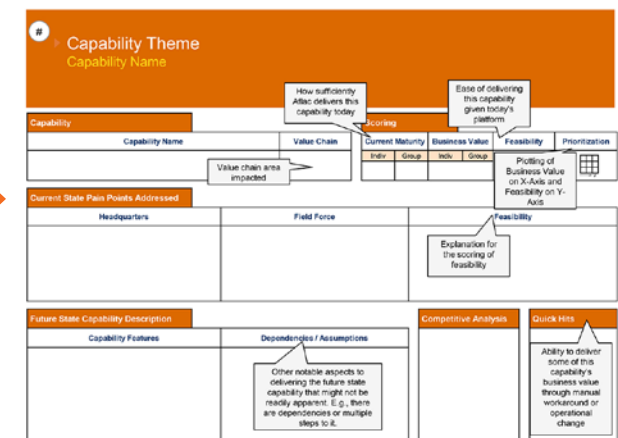 #
Capability Theme
Capability Name
How sufficiently
Aflac delivers this
capability today
Ease of delivering
this capability
given today's
platform
Capability
Scoring
Capability Name
Value Chain
Current Maturity
Business Value
Feasibility
Prioritization
Indiv
Group
Indiv
Group
Value chain area
impacted
Plotting of
Business Value
on X-Axis and
Feasibility on Y-
Axis
Current State Pain Points Addressed
Headquarters
Field Force
Feasibility
Explanation for
the scoring of
feasibility
Future State Capability Description
Competitive Analysis
Quick Hits
Capability Features
Dependencies / Assumptions
Other notable aspects to
delivering the future state
capability that might not be
readily apparent. E.g., there
are dependencies or multiple
steps to it.
Ability to deliver
some of this
capability's
business value
through manual
workaround or
operational
change